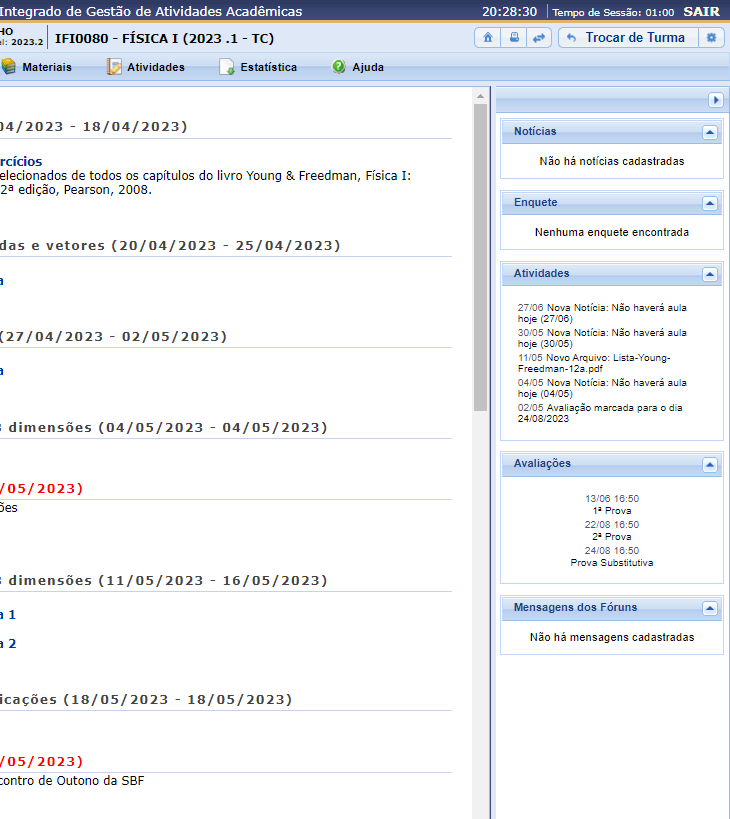 Integrado de Gestão de Atividades Acadêmicas 20:28:30 Tempo de Sessão: 01:00 SAIR
2023.2 IFI0080 - FÍSICA I (2023 .1 - TC) Trocar de Turma
Materiais Atividades Estatística Ajuda
04/2023 - 18/04/2023)
rcícios
elecionados de todos os capítulos do livro Young & Freedman, Física I:
2ª edição, Pearson, 2008.
das e vetores (20/04/2023 - 25/04/2023)
a
(27/04/2023 - 02/05/2023)
a
3 dimensões (04/05/2023 - 04/05/2023)
/05/2023)
ões
3 dimensões (11/05/2023 - 16/05/2023)
a 1
a 2
icações (18/05/2023 - 18/05/2023)
/05/2023)
contro de Outono da SBF
Notícias
Não há notícias cadastradas
Enquete
Nenhuma enquete encontrada
Atividades
27/06 Nova Notícia: Não haverá aula
hoje (27/06)
30/05 Nova Notícia: Não haverá aula
hoje (30/05)
11/05 Novo Arquivo: Lista-Young-
Freedman-12a.pdf
04/05 Nova Notícia: Não haverá aula
hoje (04/05)
02/05 Avaliação marcada para o dia
24/08/2023
Avaliações
13/06 16:50
1ª Prova
22/08 16:50
2ª Prova
24/08 16:50
Prova Substitutiva
Mensagens dos Fóruns
Não há mensagens cadastradas